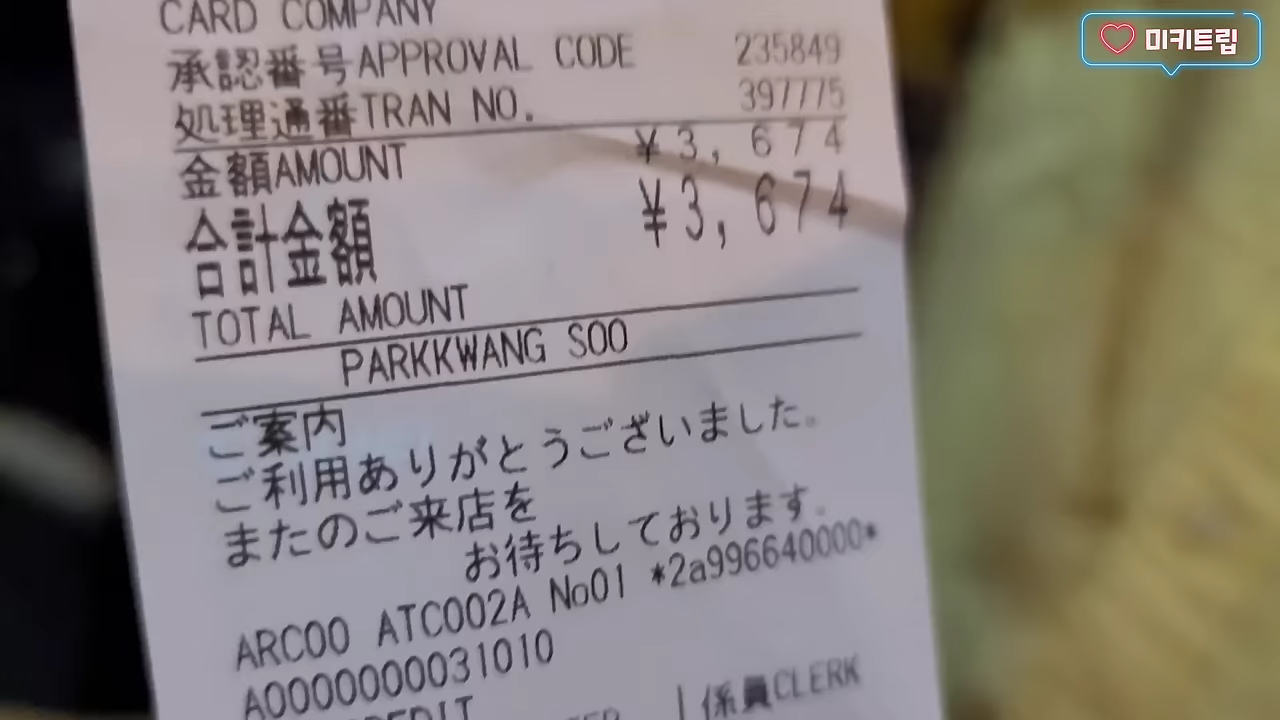 미키트립
CARD COMPANY
承認番号APPROVAL CODE 235849
処理通番TRAN NO. 397775
金額AMOUNT ¥3,674
合計金額 ¥3,674
TOTAL AMOUNT
PARKKWANG SOO
ご案内
ご利用ありがとうございました。
またのご来店を
お待ちしております。
ARC00 ATC002A No01 *2a996640000*
A0000000031010
係員CLERK